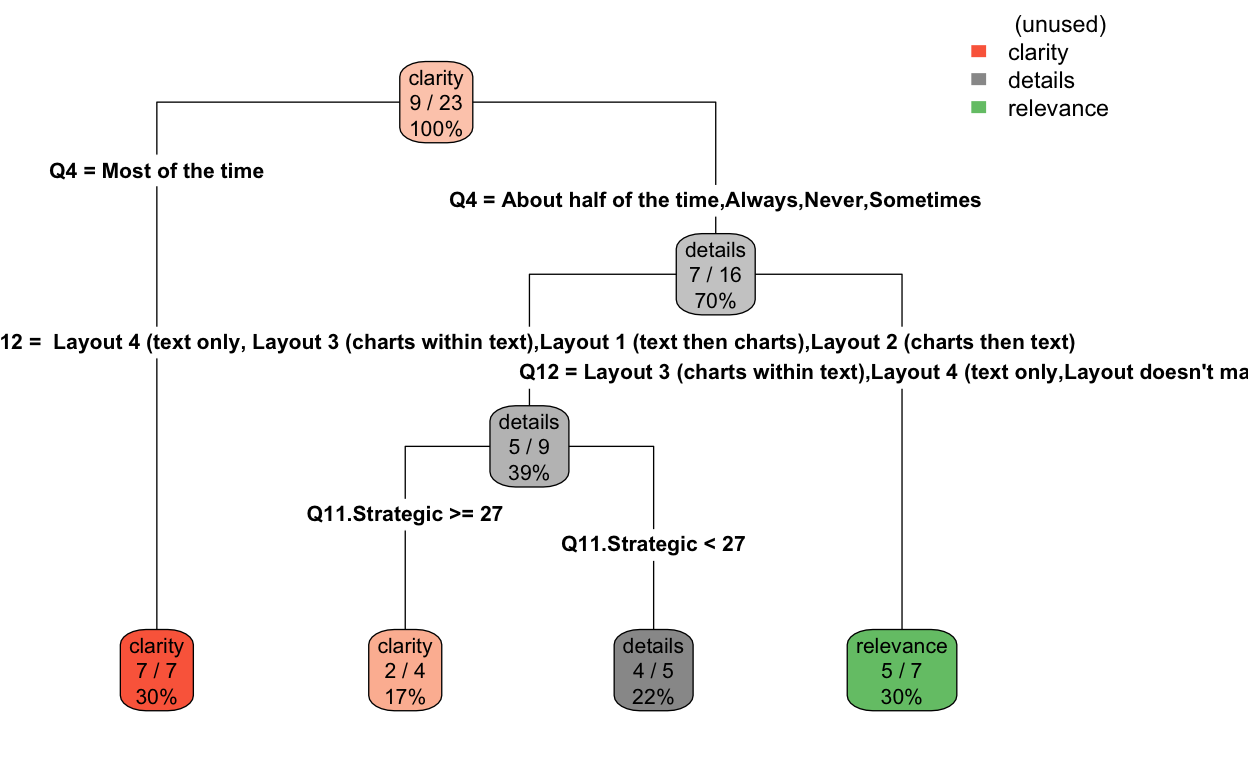 (unused)
clarity
details
relevance
clarity
9 / 23
100%
Q4 = Most of the time
Q4 = About half of the time,Always,Never,Sometimes
details
7 / 16
70%
12 =  Layout 4 (text only, Layout 3 (charts within text),Layout 1 (text then charts),Layout 2 (charts then text)
Q12 = Layout 3 (charts within text),Layout 4 (text only,Layout doesn't ma
details
5 / 9
39%
Q11.Strategic >= 27
Q11.Strategic < 27
clarity
7 / 7
30%
clarity
2 / 4
17%
details
4 / 5
22%
relevance
5 / 7
30%